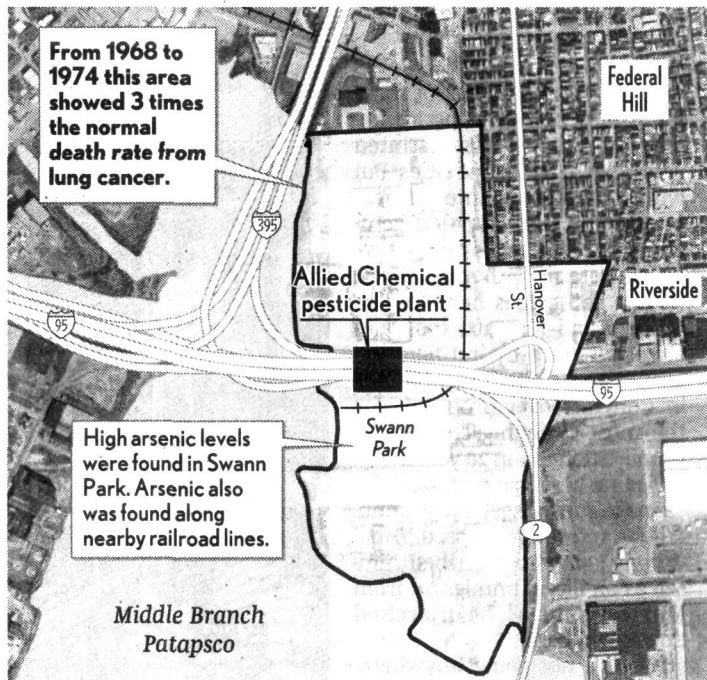 From 1968 to
1974 this area
showed 3 times
the normal
death rate from
lung cancer.
Federal
Hill
395
Allied Chemical
pesticide plant
Hanover
St.
Riverside
95
95
High arsenic levels
were found in Swann
Park. Arsenic also
was found along
nearby railroad lines.
Swann
Park
2
Middle Branch
Patapsco